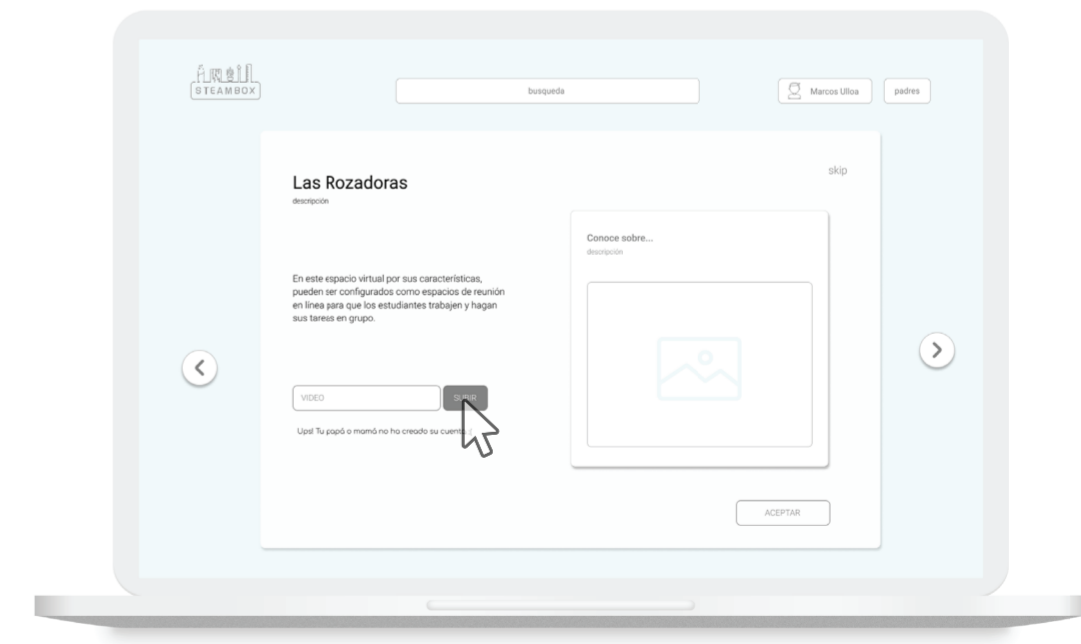 STEAMBOX
busqueda
Marcos Ulloa
padres
skip
Las Rozadoras
descripción
En este espacio virtual por sus características,
pueden ser configurados como espacios de reunión
en línea para que los estudiantes trabajen y hagan
sus tareas en grupo.
VIDEO
SUBIR
Ups! Tu papá o mamá no ha creado su cuenta
Conoce sobre...
descripción
ACEPTAR